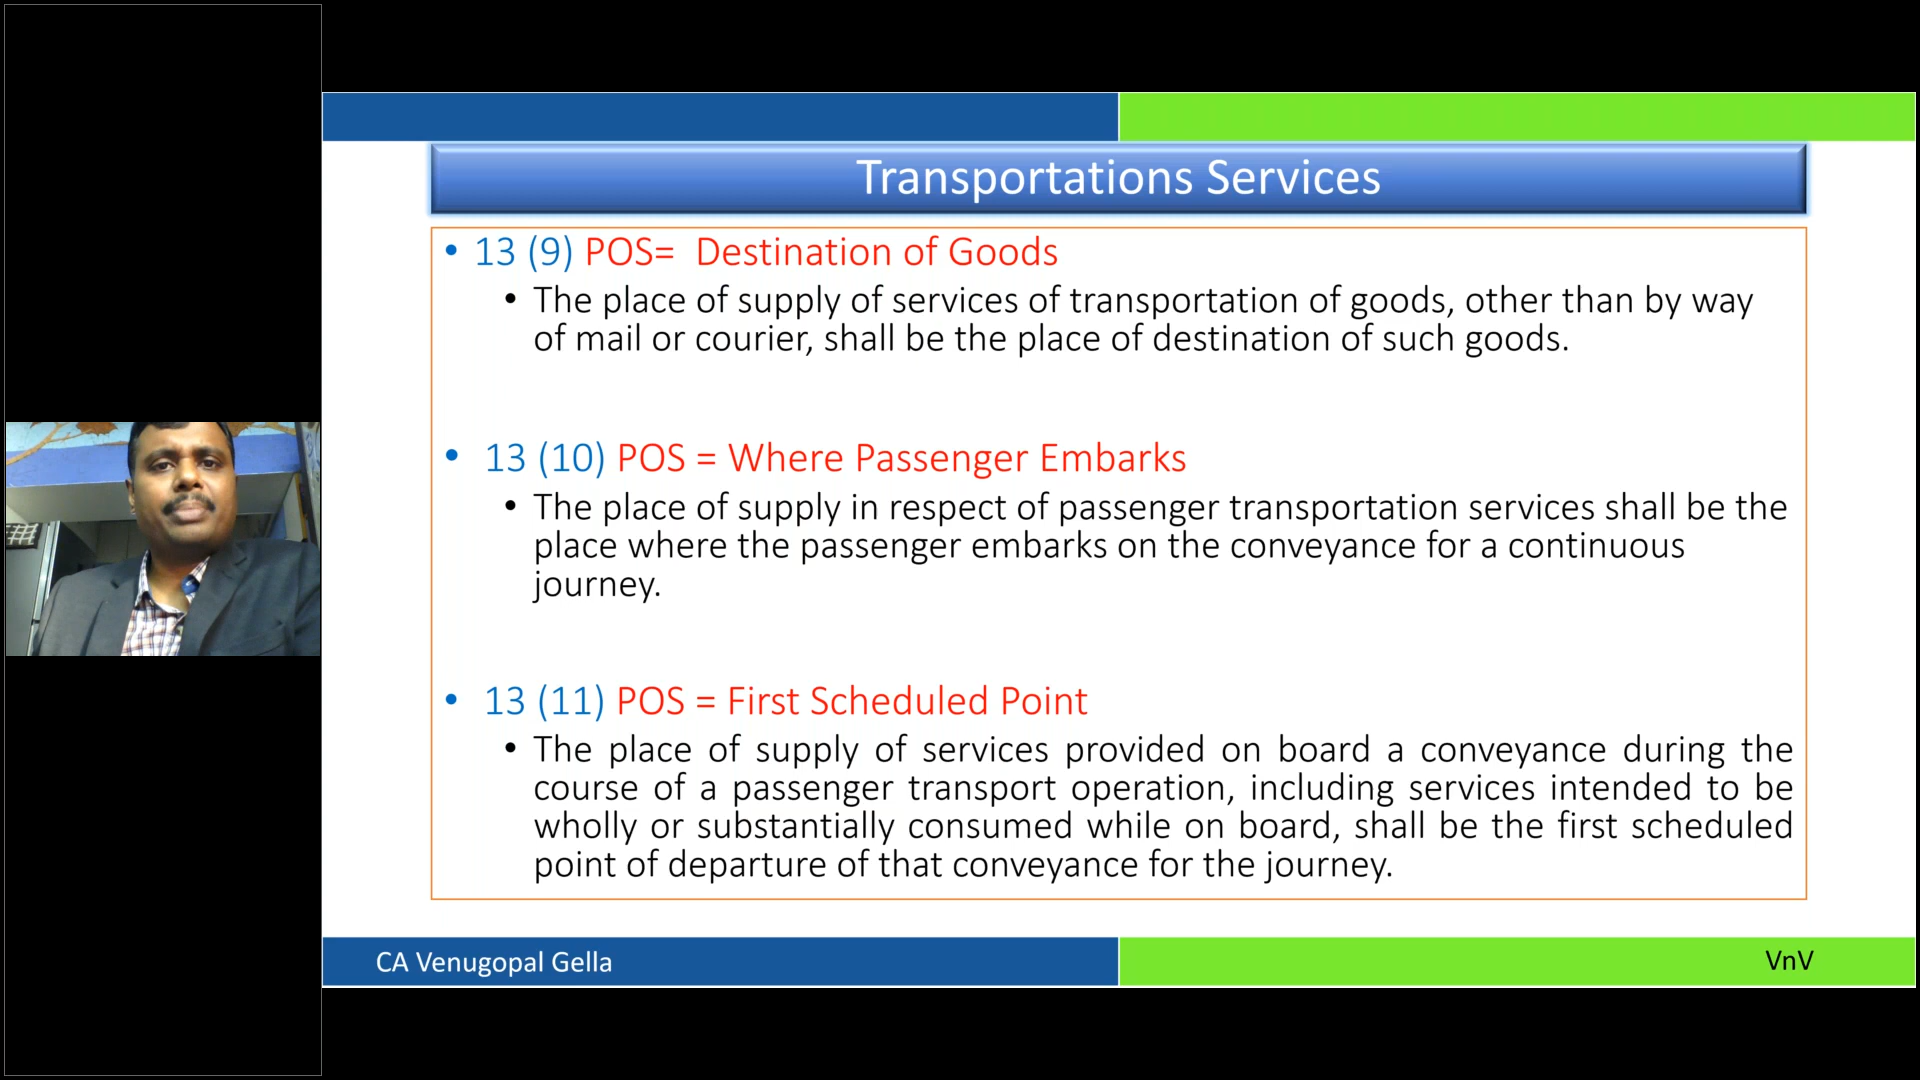 Transportations Services
• 13 (9) POS= Destination of Goods
• The place of supply of services of transportation of goods, other than by way
of mail or courier, shall be the place of destination of such goods.
• 13 (10) POS = Where Passenger Embarks
• The place of supply in respect of passenger transportation services shall be the
place where the passenger embarks on the conveyance for a continuous
journey.
• 13 (11) POS = First Scheduled Point
• The place of supply of services provided on board a conveyance during the
course of a passenger transport operation, including services intended to be
wholly or substantially consumed while on board, shall be the first scheduled
point of departure of that conveyance for the journey.
CA Venugopal Gella
VnV